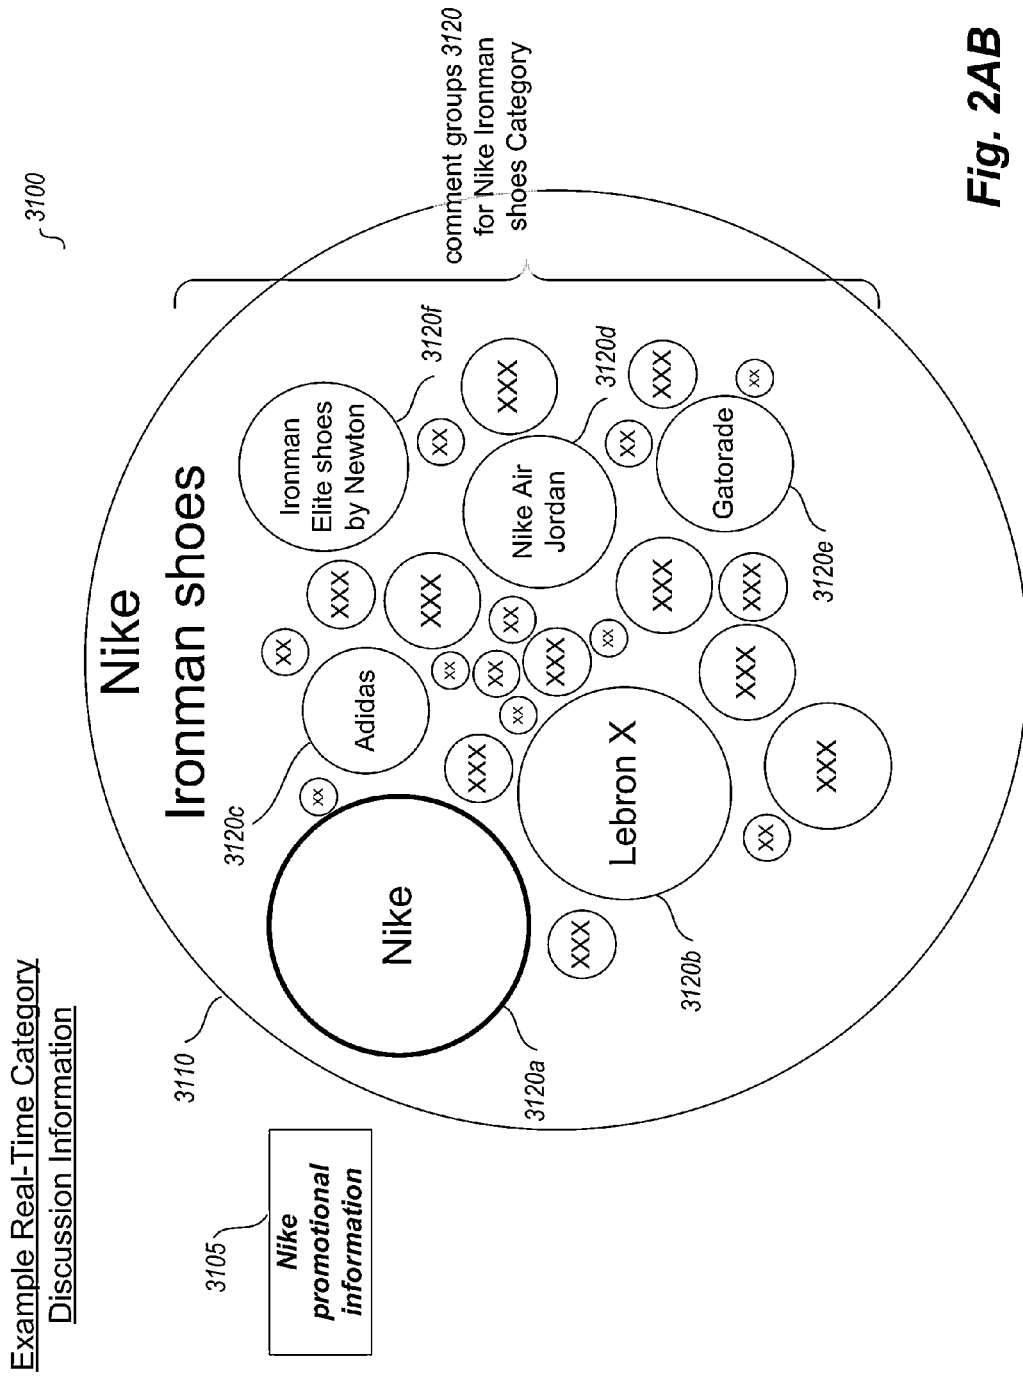 Example Real-Time Category
Discussion Information
3100
3105
Nike
promotional
information
3110
Nike
Ironman shoes
comment groups 3120
for Nike Ironman
shoes Category
3120c
xx
xx
Adidas
XXX
Ironman
Elite shoes
by Newton
3120f
Nike
3120a
XXX
xx
XXX
xx
XXX
xx
xx
xx
XXX
xx
Nike Air
Jordan
3120d
XXX
Lebron X
3120b
XXX
xx
XXX
xx
XXX
XXX
XXX
Gatorade
xx
3120e
Fig. 2AB